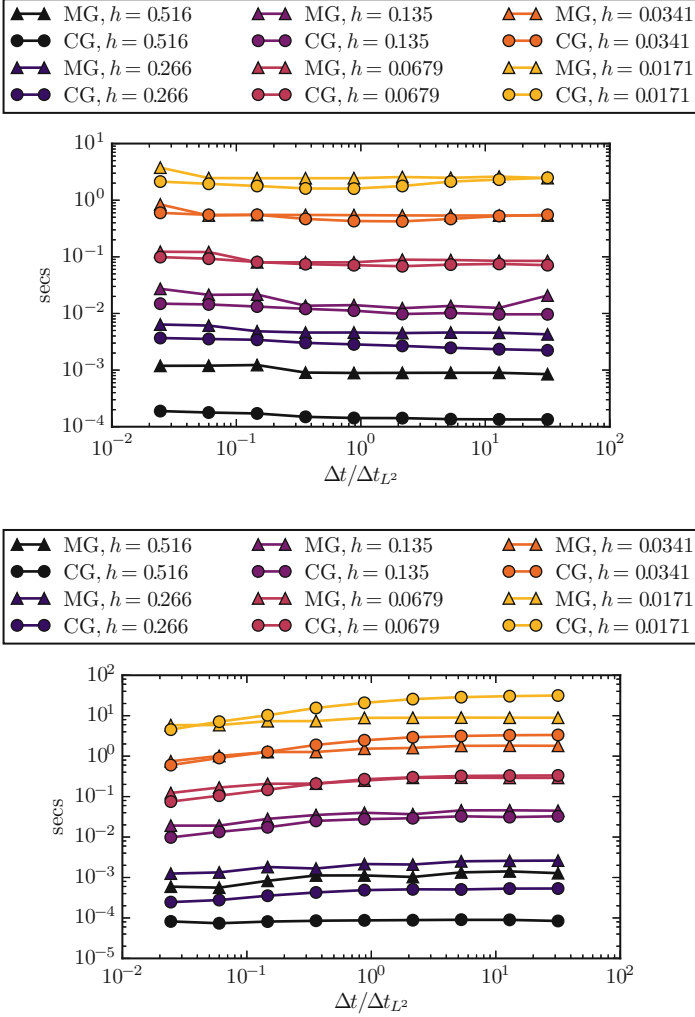 MG, h = 0.516 MG, h = 0.135 MG, h = 0.0341
CG, h = 0.516 CG, h = 0.135 CG, h = 0.0341
MG, h = 0.266 MG, h = 0.0679 MG, h = 0.0171
CG, h = 0.266 CG, h = 0.0679 CG, h = 0.0171
10^1
10^0
10^-1
secs
10^-2
10^-3
10^-4
10^-2 10^-1 10^0 10^1 10^2
Δt/Δt_{L^2}
MG, h = 0.516 MG, h = 0.135 MG, h = 0.0341
CG, h = 0.516 CG, h = 0.135 CG, h = 0.0341
MG, h = 0.266 MG, h = 0.0679 MG, h = 0.0171
CG, h = 0.266 CG, h = 0.0679 CG, h = 0.0171
10^2
10^1
10^0
10^-1
secs
10^-2
10^-3
10^-4
10^-5
10^-2 10^-1 10^0 10^1 10^2
Δt/Δt_{L^2}